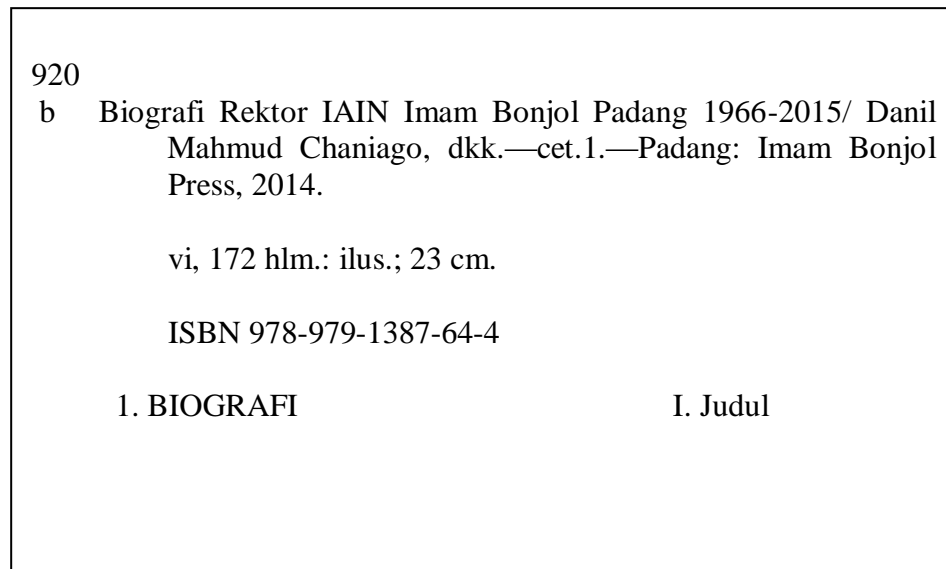 920
b Biografi Rektor IAIN Imam Bonjol Padang 1966-2015/ Danil
Mahmud Chaniago, dkk.—cet.1.—Padang: Imam Bonjol
Press, 2014.
vi, 172 hlm.: ilus.; 23 cm.
ISBN 978-979-1387-64-4
1. BIOGRAFI I. Judul